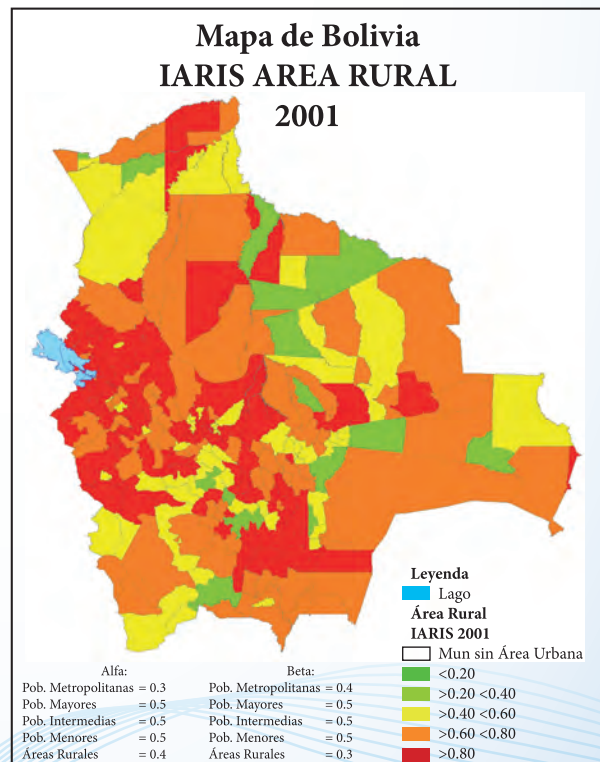 Mapa de Bolivia
IARIS AREA RURAL
2001
Leyenda
Lago
Área Rural
IARIS 2001
Mun sin Área Urbana
<0.20
>0.20 <0.40
>0.40 <0.60
>0.60 <0.80
>0.80
Alfa:
Pob. Metropolitanas = 0.3
Pob. Mayores = 0.5
Pob. Intermedias = 0.5
Pob. Menores = 0.5
Áreas Rurales = 0.4
Beta:
Pob. Metropolitanas = 0.4
Pob. Mayores = 0.5
Pob. Intermedias = 0.5
Pob. Menores = 0.5
Áreas Rurales = 0.3